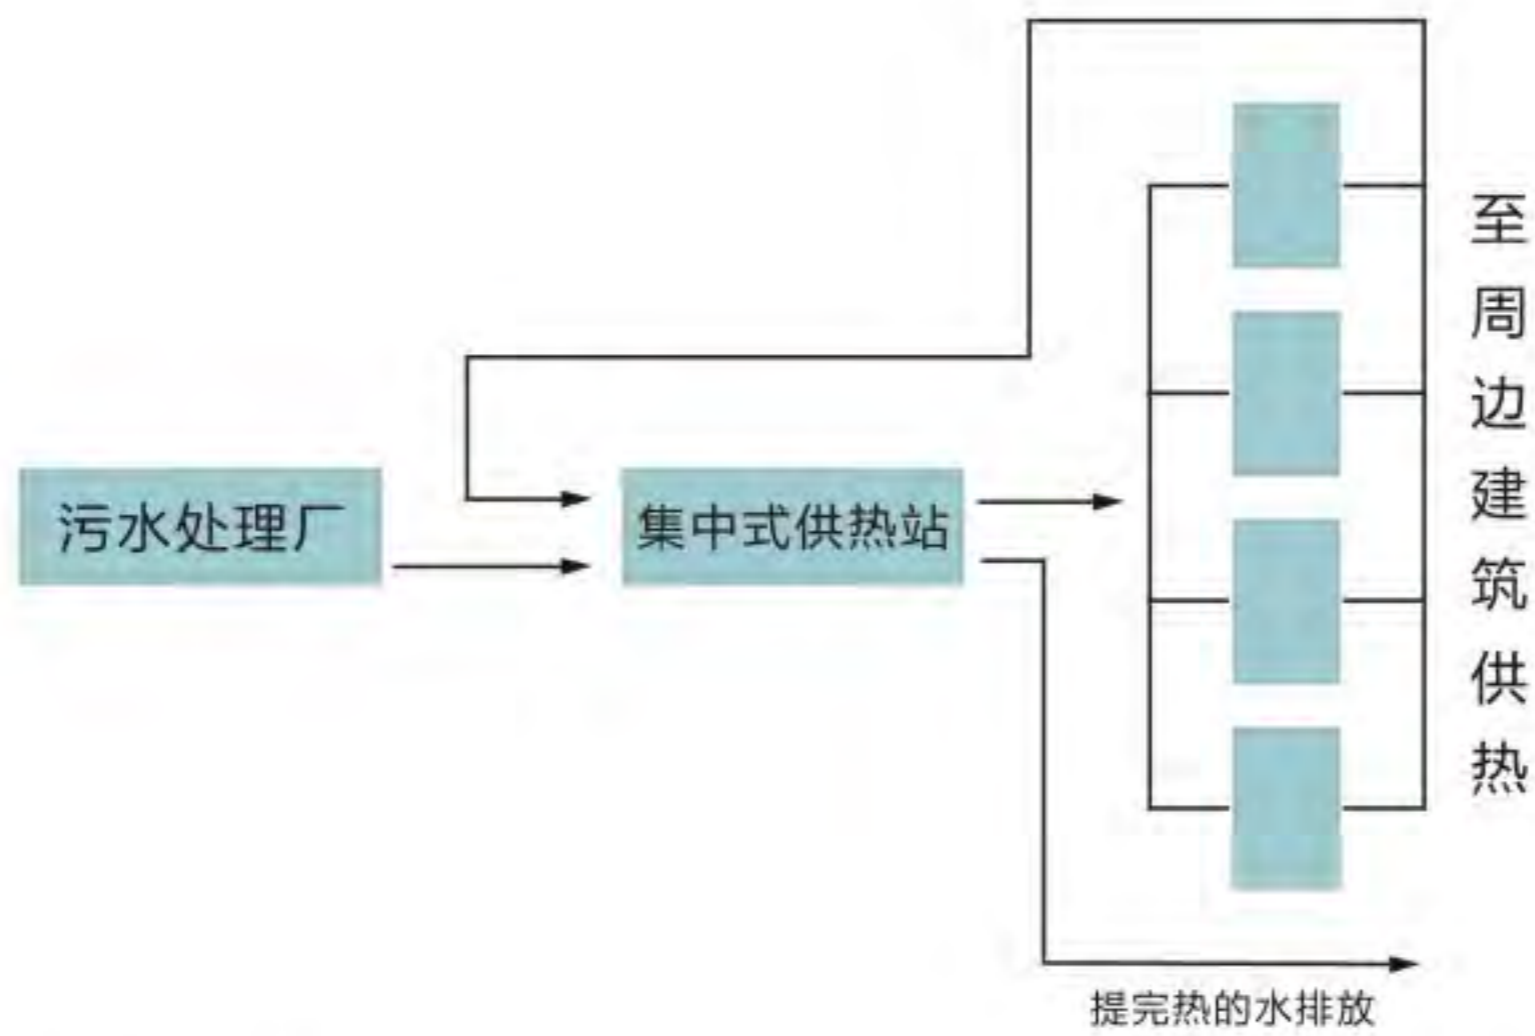 污水处理厂
集中式供热站
至周边建筑供热
提完热的水排放